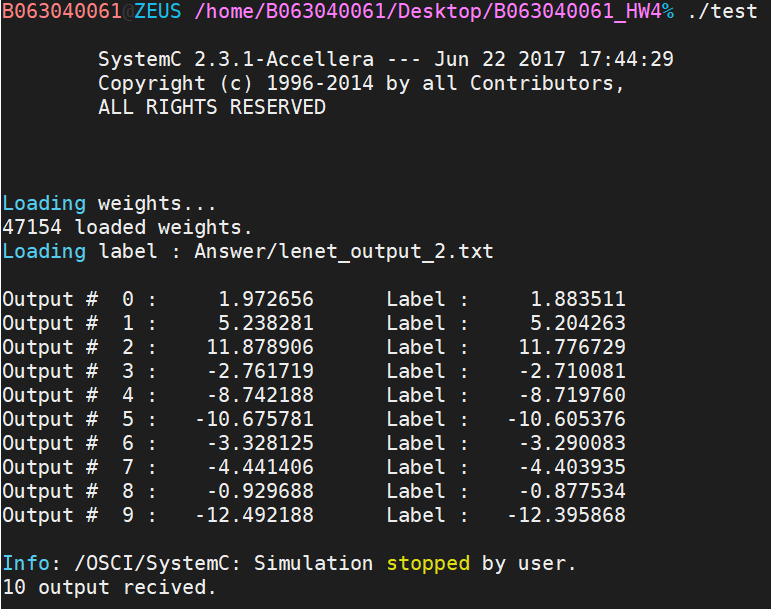 B063040061@ZEUS /home/B063040061/Desktop/B063040061_HW4% ./test
SystemC 2.3.1-Accellera --- Jun 22 2017 17:44:29
Copyright (c) 1996-2014 by all Contributors,
ALL RIGHTS RESERVED
Loading weights...
47154 loaded weights.
Loading label : Answer/lenet_output_2.txt
Output # 0 : 1.972656 Label : 1.883511
Output # 1 : 5.238281 Label : 5.204263
Output # 2 : 11.878906 Label : 11.776729
Output # 3 : -2.761719 Label : -2.710081
Output # 4 : -8.742188 Label : -8.719760
Output # 5 : -10.675781 Label : -10.605376
Output # 6 : -3.328125 Label : -3.290083
Output # 7 : -4.441406 Label : -4.403935
Output # 8 : -0.929688 Label : -0.877534
Output # 9 : -12.492188 Label : -12.395868
Info: /OSCI/SystemC: Simulation stopped by user.
10 output recived.